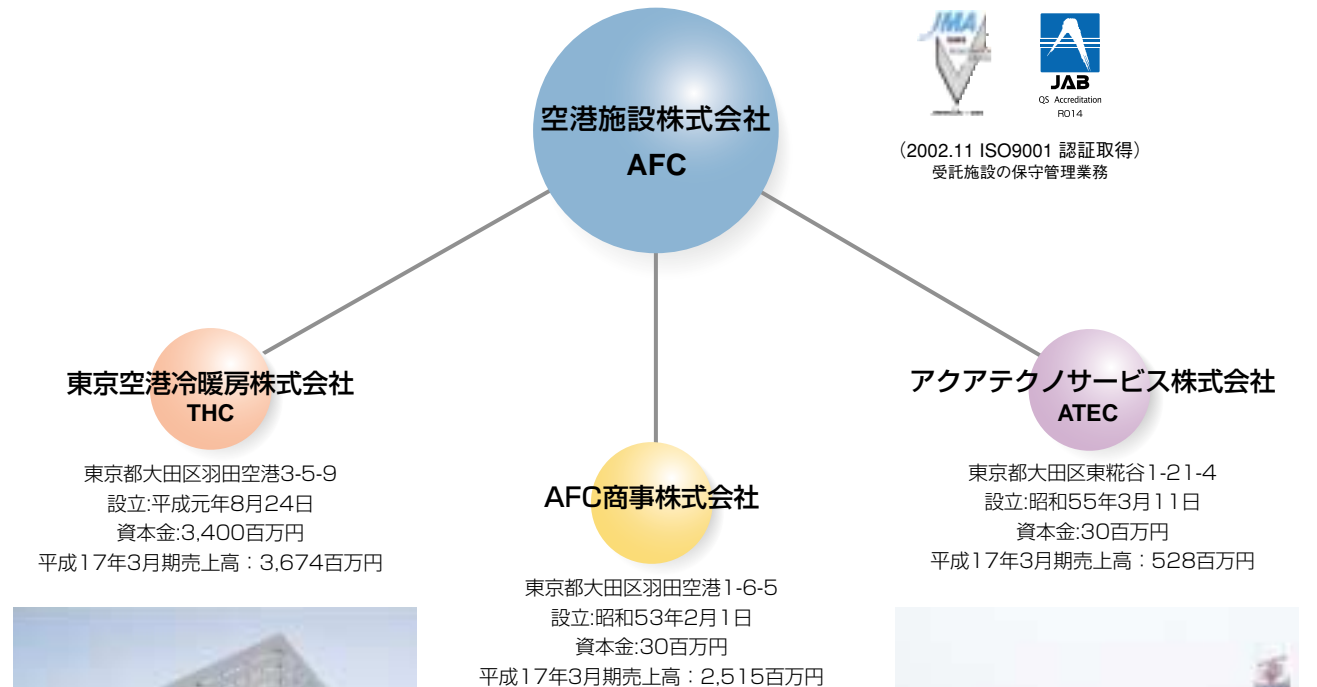 空港施設株式会社
AFC
JMA
JAB
QS Accreditation
R014
（2002.11 ISO9001 認証取得）
受託施設の保守管理業務
東京空港冷暖房株式会社
THC
東京都大田区羽田空港3-5-9
設立:平成元年8月24日
資本金:3,400百万円
平成17年3月期売上高：3,674百万円
AFC商事株式会社
東京都大田区羽田空港1-6-5
設立:昭和53年2月1日
資本金:30百万円
平成17年3月期売上高：2,515百万円
アクアテクノサービス株式会社
ATEC
東京都大田区東糀谷1-21-4
設立:昭和55年3月11日
資本金:30百万円
平成17年3月期売上高：528百万円